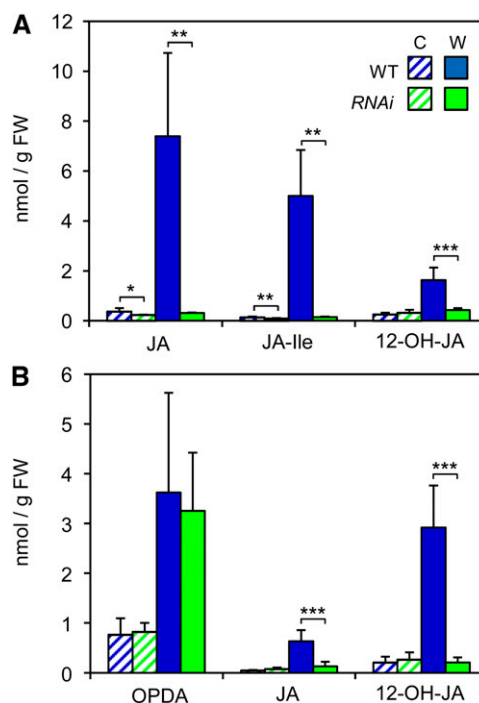 A
nmol / g FW
12
10
8
6
4
2
0
C W
WT
RNAi
**
*
**
**
***
JA JA-Ile 12-OH-JA
B
nmol / g FW
6
5
4
3
2
1
0
***
***
OPDA JA 12-OH-JA